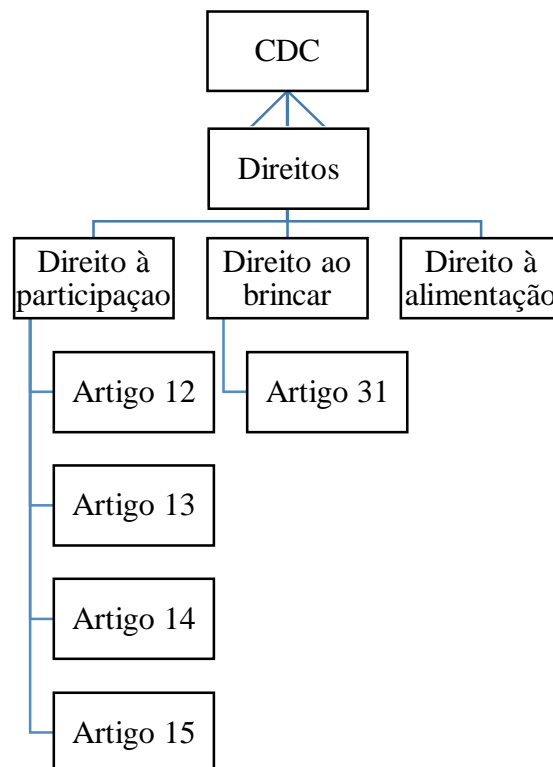 CDC
Direitos
Direito à
participaçao
Direito ao
brincar
Direito à
alimentação
Artigo 12
Artigo 31
Artigo 13
Artigo 14
Artigo 15